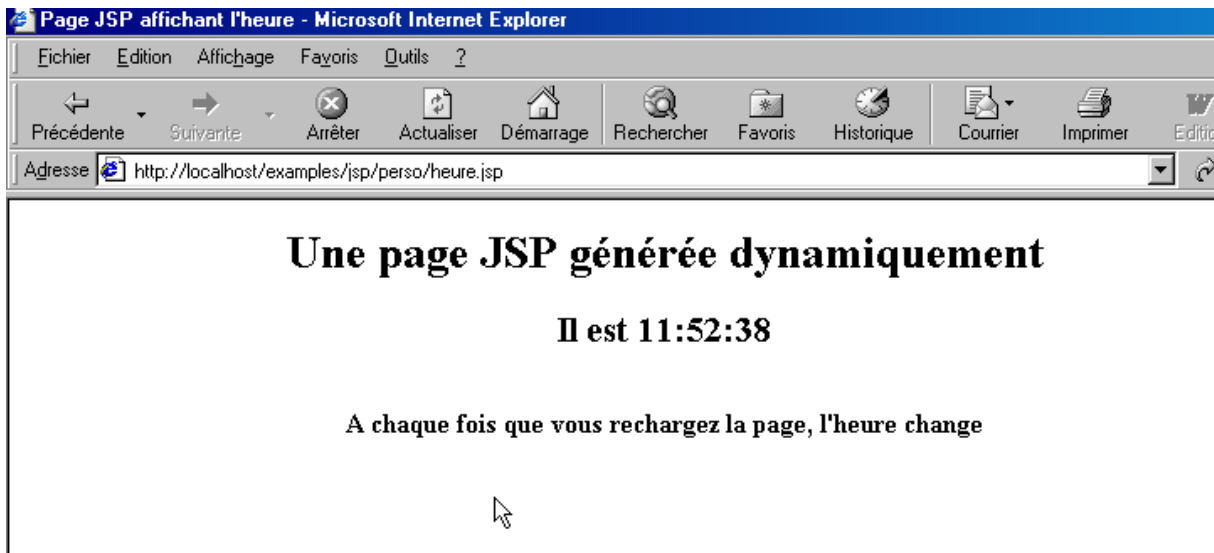 Page JSP affichant l'heure - Microsoft Internet Explorer
Fichier Edition Affichage Favoris Outils ?
Précédente Suivante Arrêter Actualiser Démarrage Rechercher Favoris Historique Courrier Imprimer
Adresse http://localhost/examples/jsp/perso/heure.jsp
Une page JSP générée dynamiquement
Il est 11:52:38
A chaque fois que vous rechargez la page, l'heure change